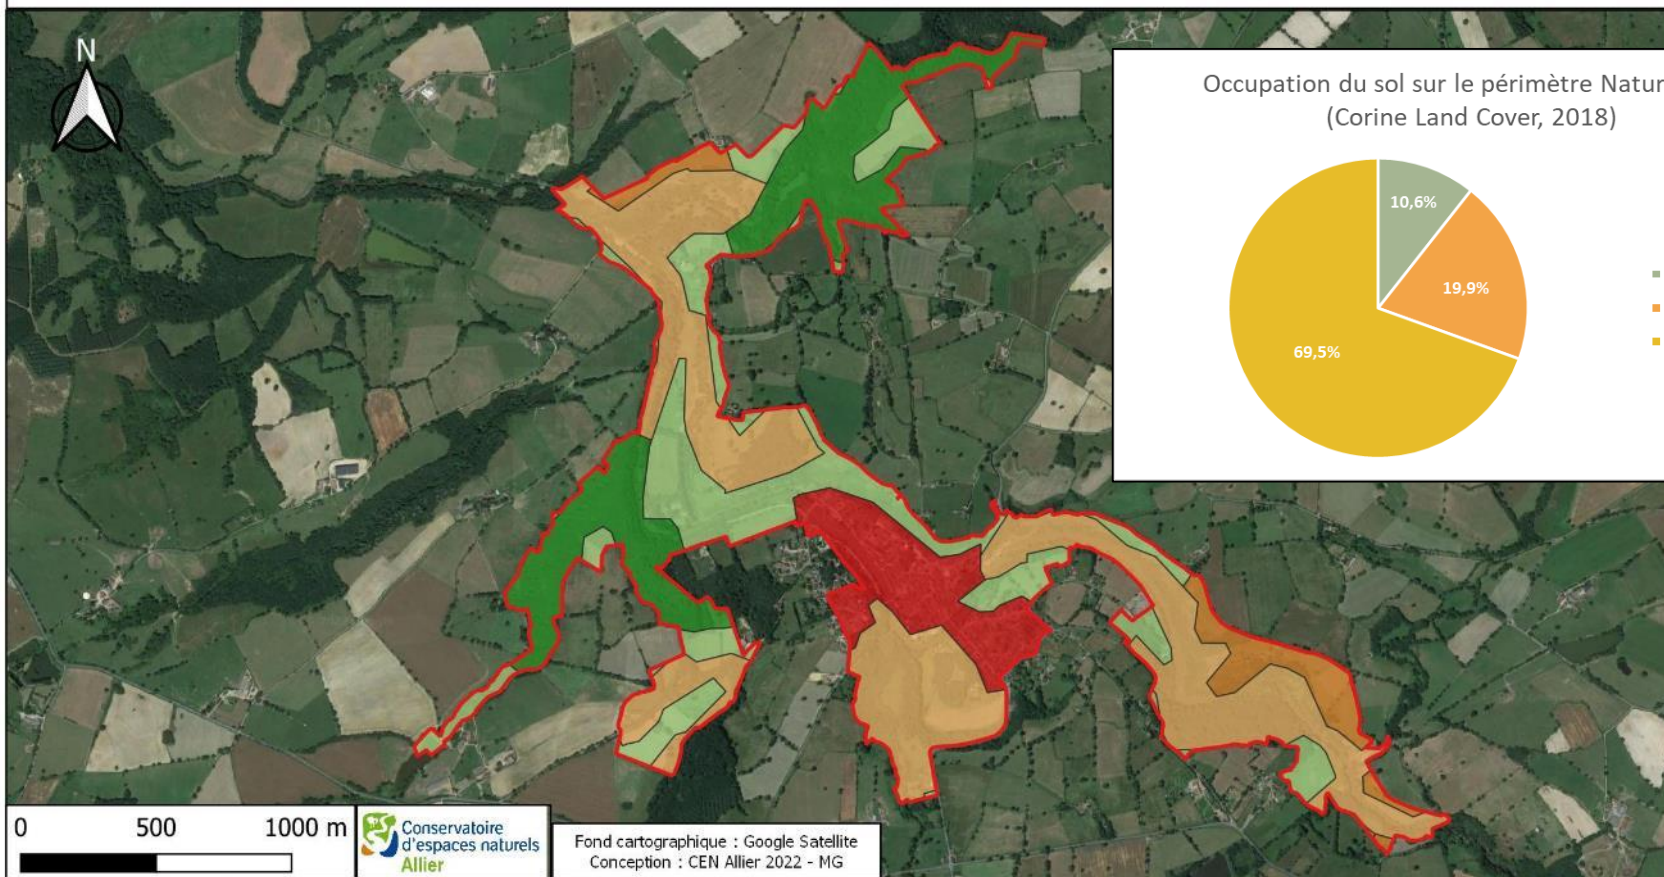 N
Occupation du sol sur le périmètre Natur
(Corine Land Cover, 2018)
10,6%
19,9%
69,5%
0 500 1000 m
Conservatoire
d'espaces naturels
Allier
Fond cartographique : Google Satellite
Conception : CEN Allier 2022 - MG